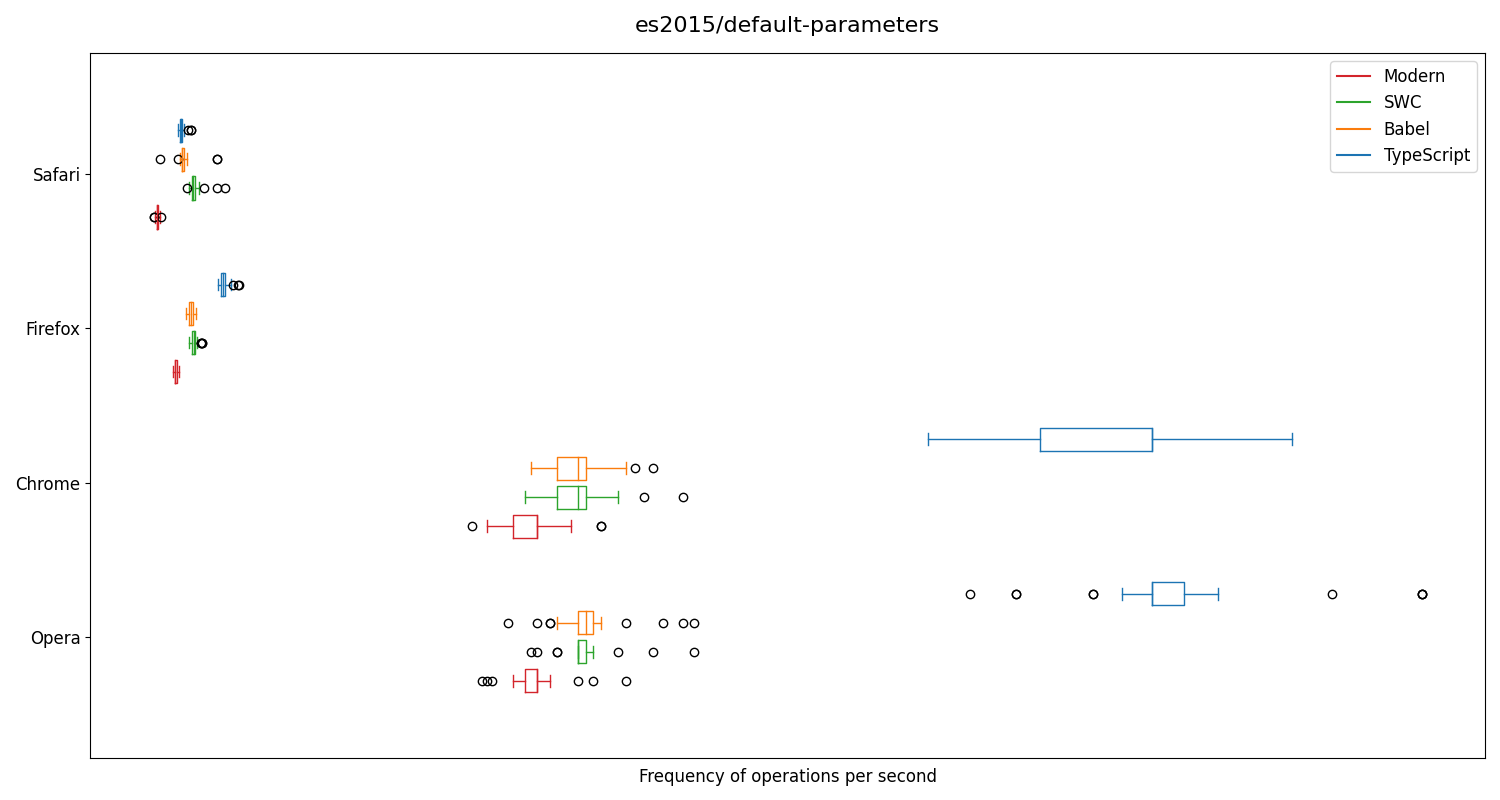 es2015/default-parameters
Modern
SWC
Babel
TypeScript
Safari
Firefox
Chrome
Opera
Frequency of operations per second